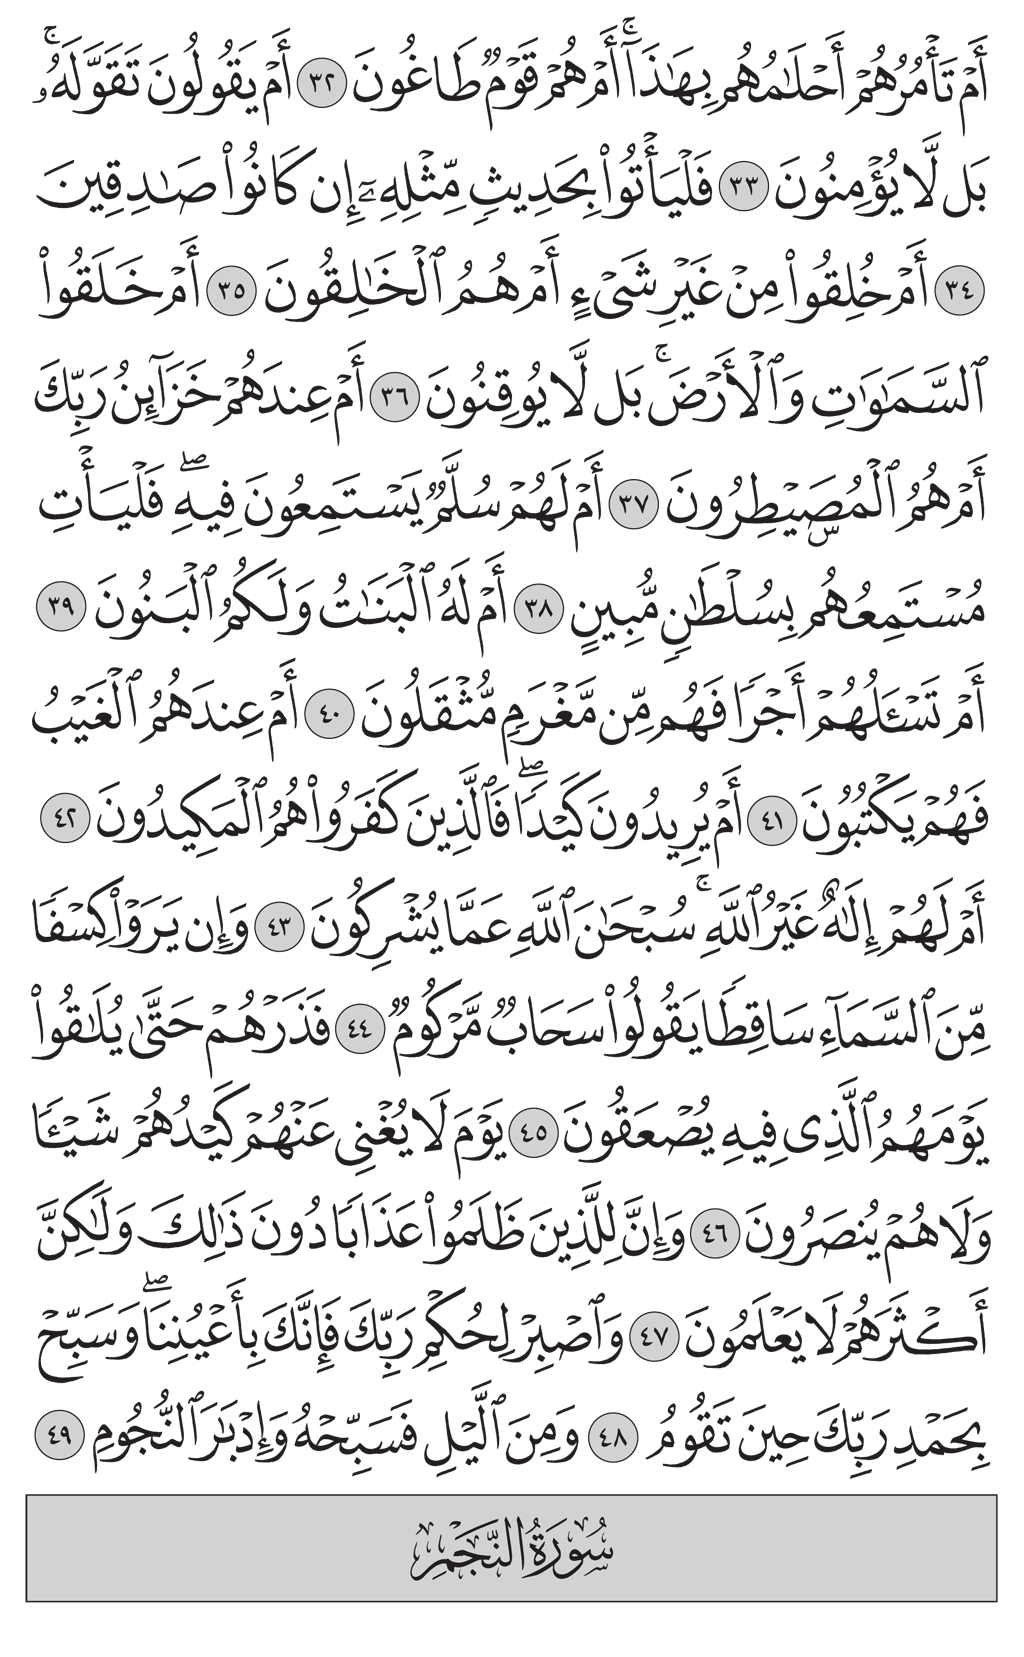 أَمْ تَأْمُرُهُمْ أَحْلَٰمُهُم بِهَٰذَآۚ أَمْ هُمْ قَوْمٌ طَاغُونَ ٣٢ أَمْ يَقُولُونَ تَقَوَّلَهُۥۚ
بَل لَّا يُؤْمِنُونَ ٣٣ فَلْيَأْتُوا۟ بِحَدِيثٍ مِّثْلِهِۦٓ إِن كَانُوا۟ صَٰدِقِينَ
٣٤ أَمْ خُلِقُوا۟ مِنْ غَيْرِ شَىْءٍ أَمْ هُمُ ٱلْخَٰلِقُونَ ٣٥ أَمْ خَلَقُوا۟
ٱلسَّمَٰوَٰتِ وَٱلْأَرْضَۚ بَل لَّا يُوقِنُونَ ٣٦ أَمْ عِندَهُمْ خَزَآئِنُ رَبِّكَ
أَمْ هُمُ ٱلْمُصَۜيْطِرُونَ ٣٧ أَمْ لَهُمْ سُلَّمٌ يَسْتَمِعُونَ فِيهِۖ فَلْيَأْتِ
مُسْتَمِعُهُم بِسُلْطَٰنٍ مُّبِينٍ ٣٨ أَمْ لَهُ ٱلْبَنَٰتُ وَلَكُمُ ٱلْبَنُونَ ٣٩
أَمْ تَسْـَٔلُهُمْ أَجْرًا فَهُم مِّن مَّغْرَمٍ مُّثْقَلُونَ ٤٠ أَمْ عِندَهُمُ ٱلْغَيْبُ
فَهُمْ يَكْتُبُونَ ٤١ أَمْ يُرِيدُونَ كَيْدًاۖ فَٱلَّذِينَ كَفَرُوا۟ هُمُ ٱلْمَكِيدُونَ ٤٢
أَمْ لَهُمْ إِلَٰهٌ غَيْرُ ٱللَّهِۚ سُبْحَٰنَ ٱللَّهِ عَمَّا يُشْرِكُونَ ٤٣ وَإِن يَرَوْا۟ كِسْفًا
مِّنَ ٱلسَّمَآءِ سَاقِطًا يَقُولُوا۟ سَحَابٌ مَّرْكُومٌ ٤٤ فَذَرْهُمْ حَتَّىٰ يُلَٰقُوا۟
يَوْمَهُمُ ٱلَّذِى فِيهِ يُصْعَقُونَ ٤٥ يَوْمَ لَا يُغْنِى عَنْهُمْ كَيْدُهُمْ شَيْـًٔا
وَلَا هُمْ يُنصَرُونَ ٤٦ وَإِنَّ لِلَّذِينَ ظَلَمُوا۟ عَذَابًا دُونَ ذَٰلِكَ وَلَٰكِنَّ
أَكْثَرَهُمْ لَا يَعْلَمُونَ ٤٧ وَٱصْبِرْ لِحُكْمِ رَبِّكَ فَإِنَّكَ بِأَعْيُنِنَاۖ وَسَبِّحْ
بِحَمْدِ رَبِّكَ حِينَ تَقُومُ ٤٨ وَمِنَ ٱلَّيْلِ فَسَبِّحْهُ وَإِدْبَٰرَ ٱلنُّجُومِ ٤٩
سُورَةُ النَّجْمِ